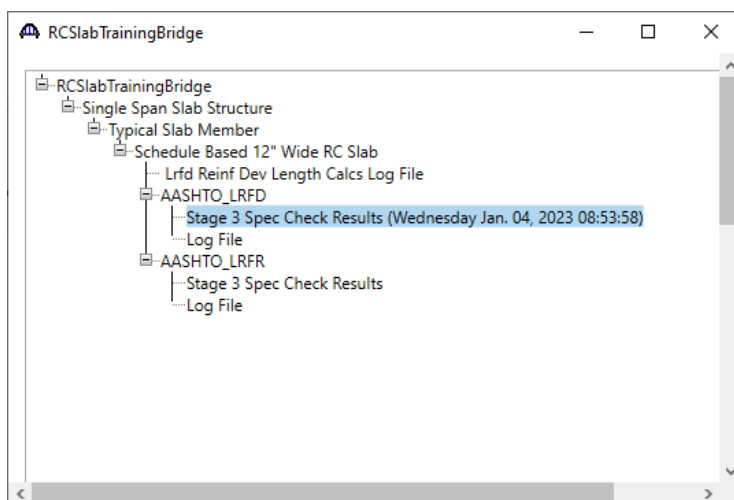 RCSlabTrainingBridge
RCSlabTrainingBridge
Single Span Slab Structure
Typical Slab Member
Schedule Based 12" Wide RC Slab
Lrfd Reinf Dev Length Calcs Log File
AASHTO_LRFD
Stage 3 Spec Check Results (Wednesday Jan. 04, 2023 08:53:58)
Log File
AASHTO_LRFR
Stage 3 Spec Check Results
Log File